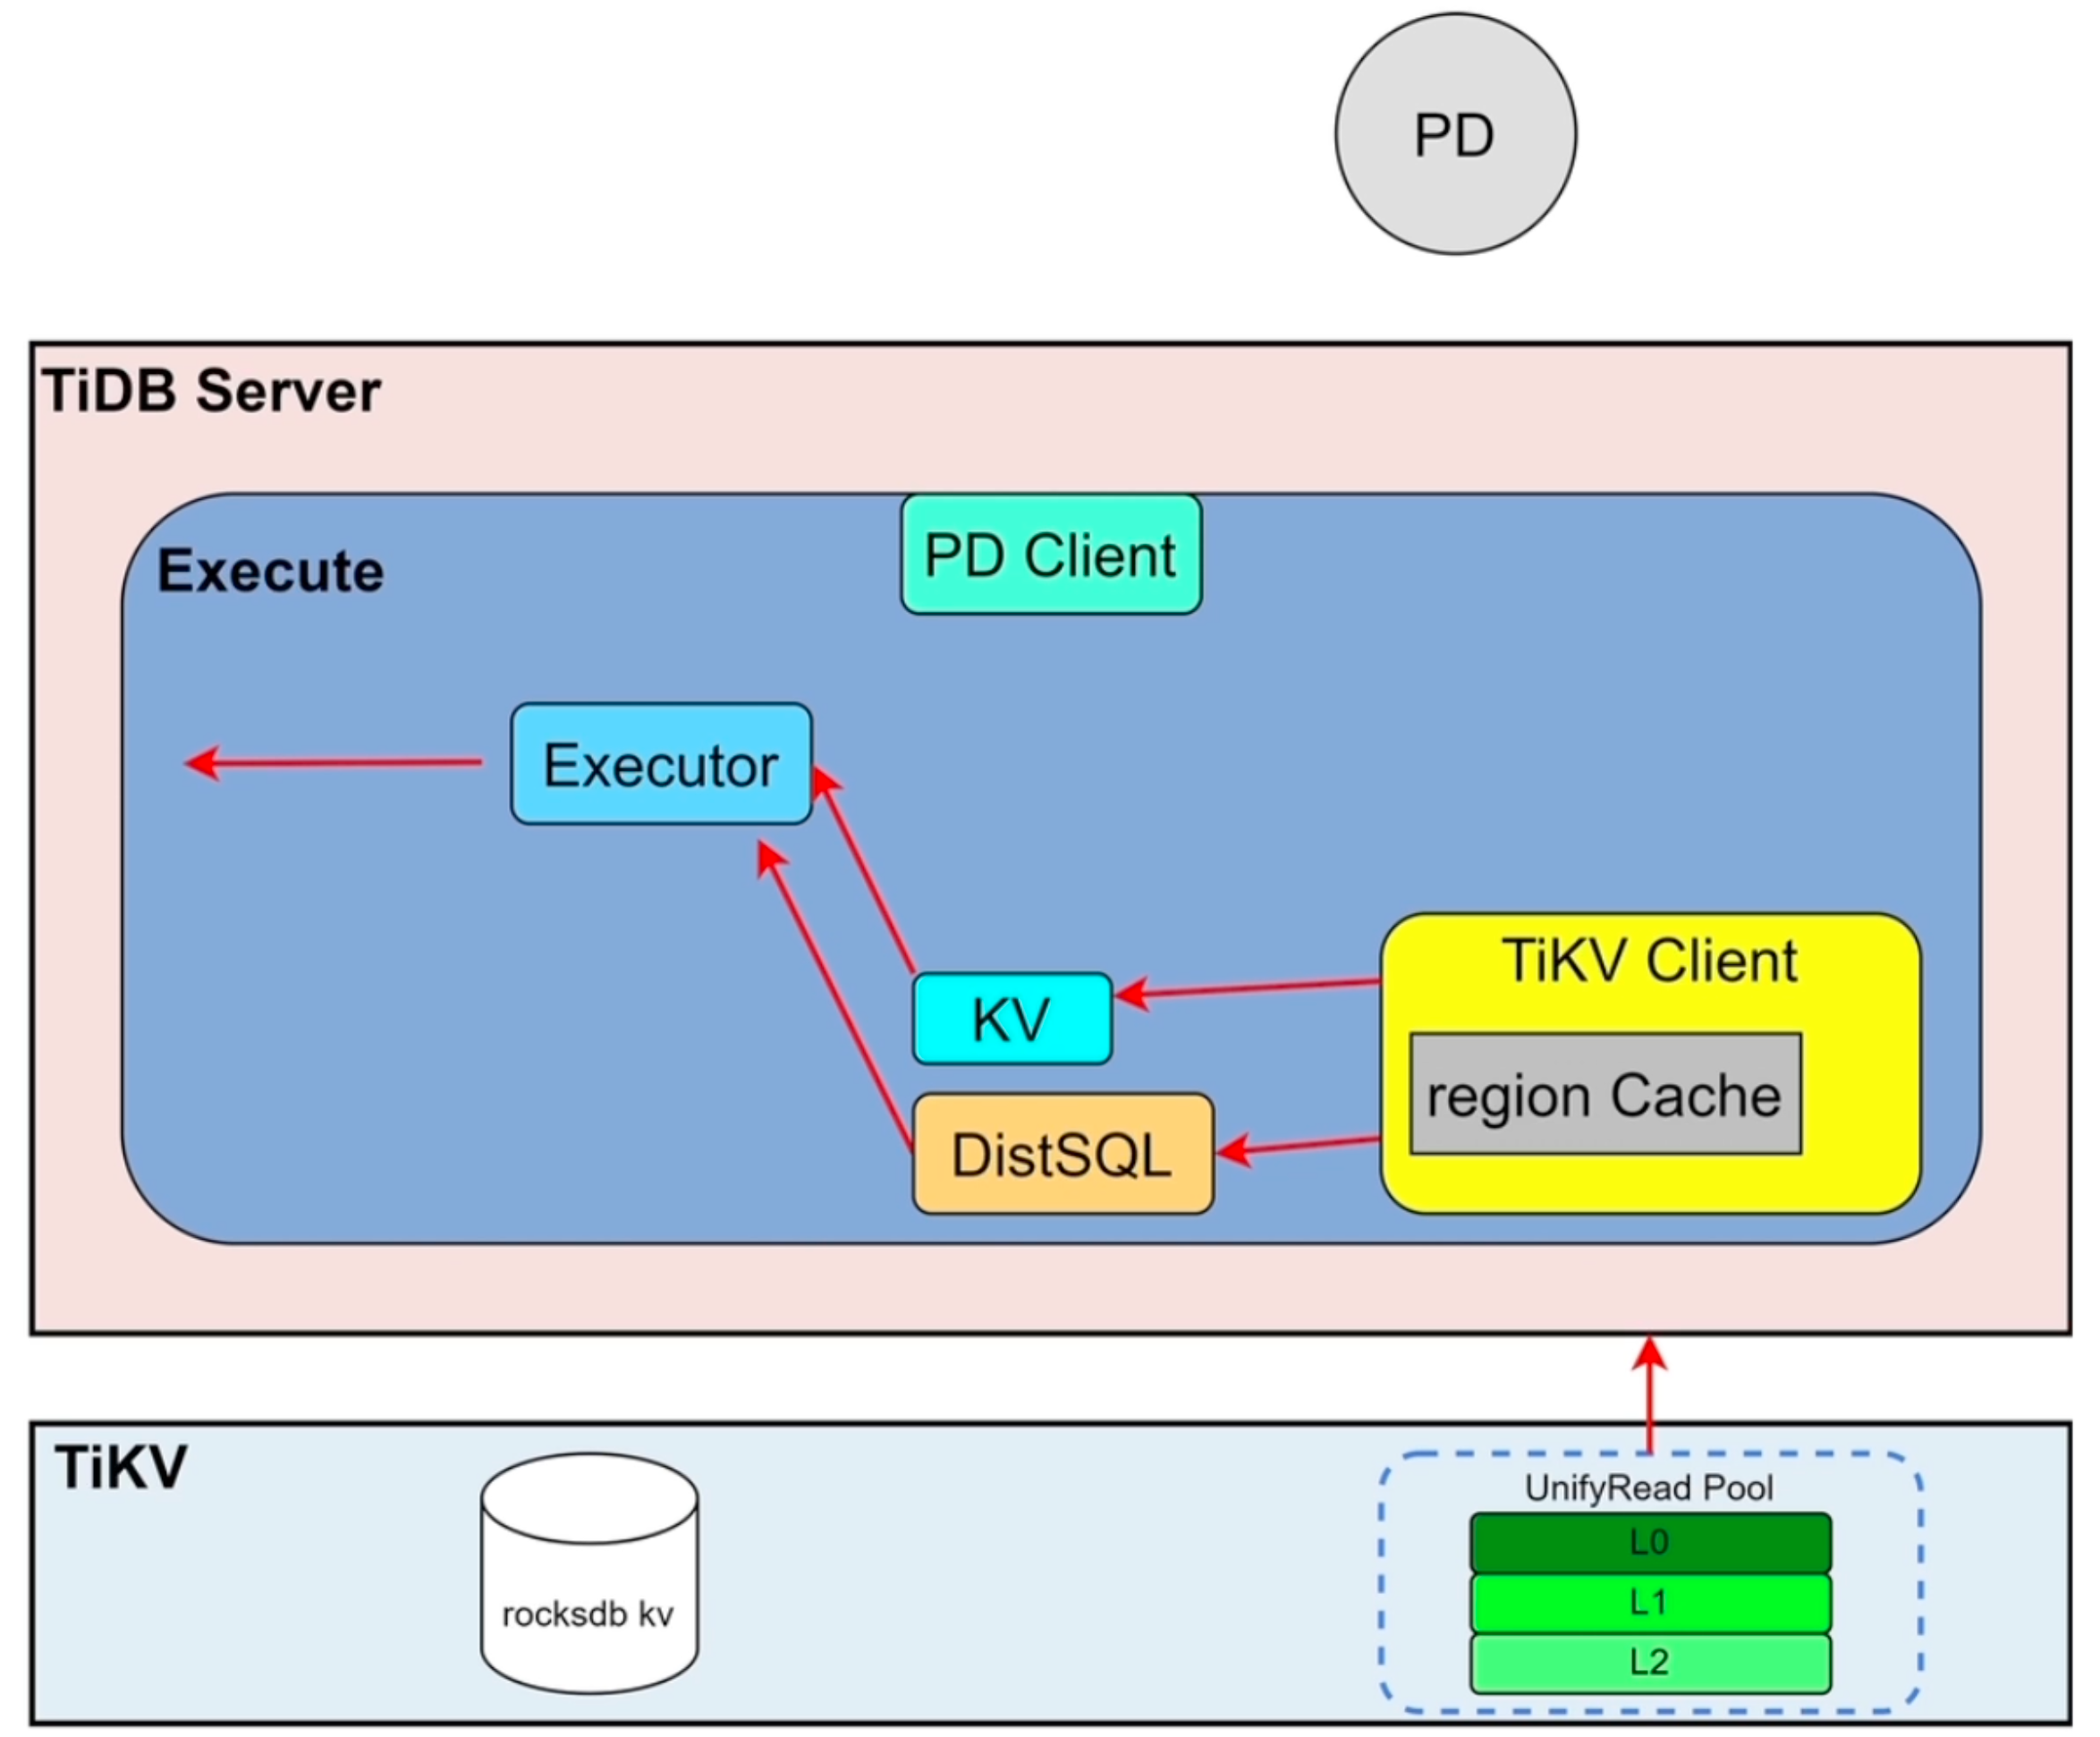 PD
TiDB Server
PD Client
Execute
Executor
TiKV Client
KV
region Cache
DistSQL
TiKV
UnifyRead Pool
L0
L1
rocksdb kv
L2